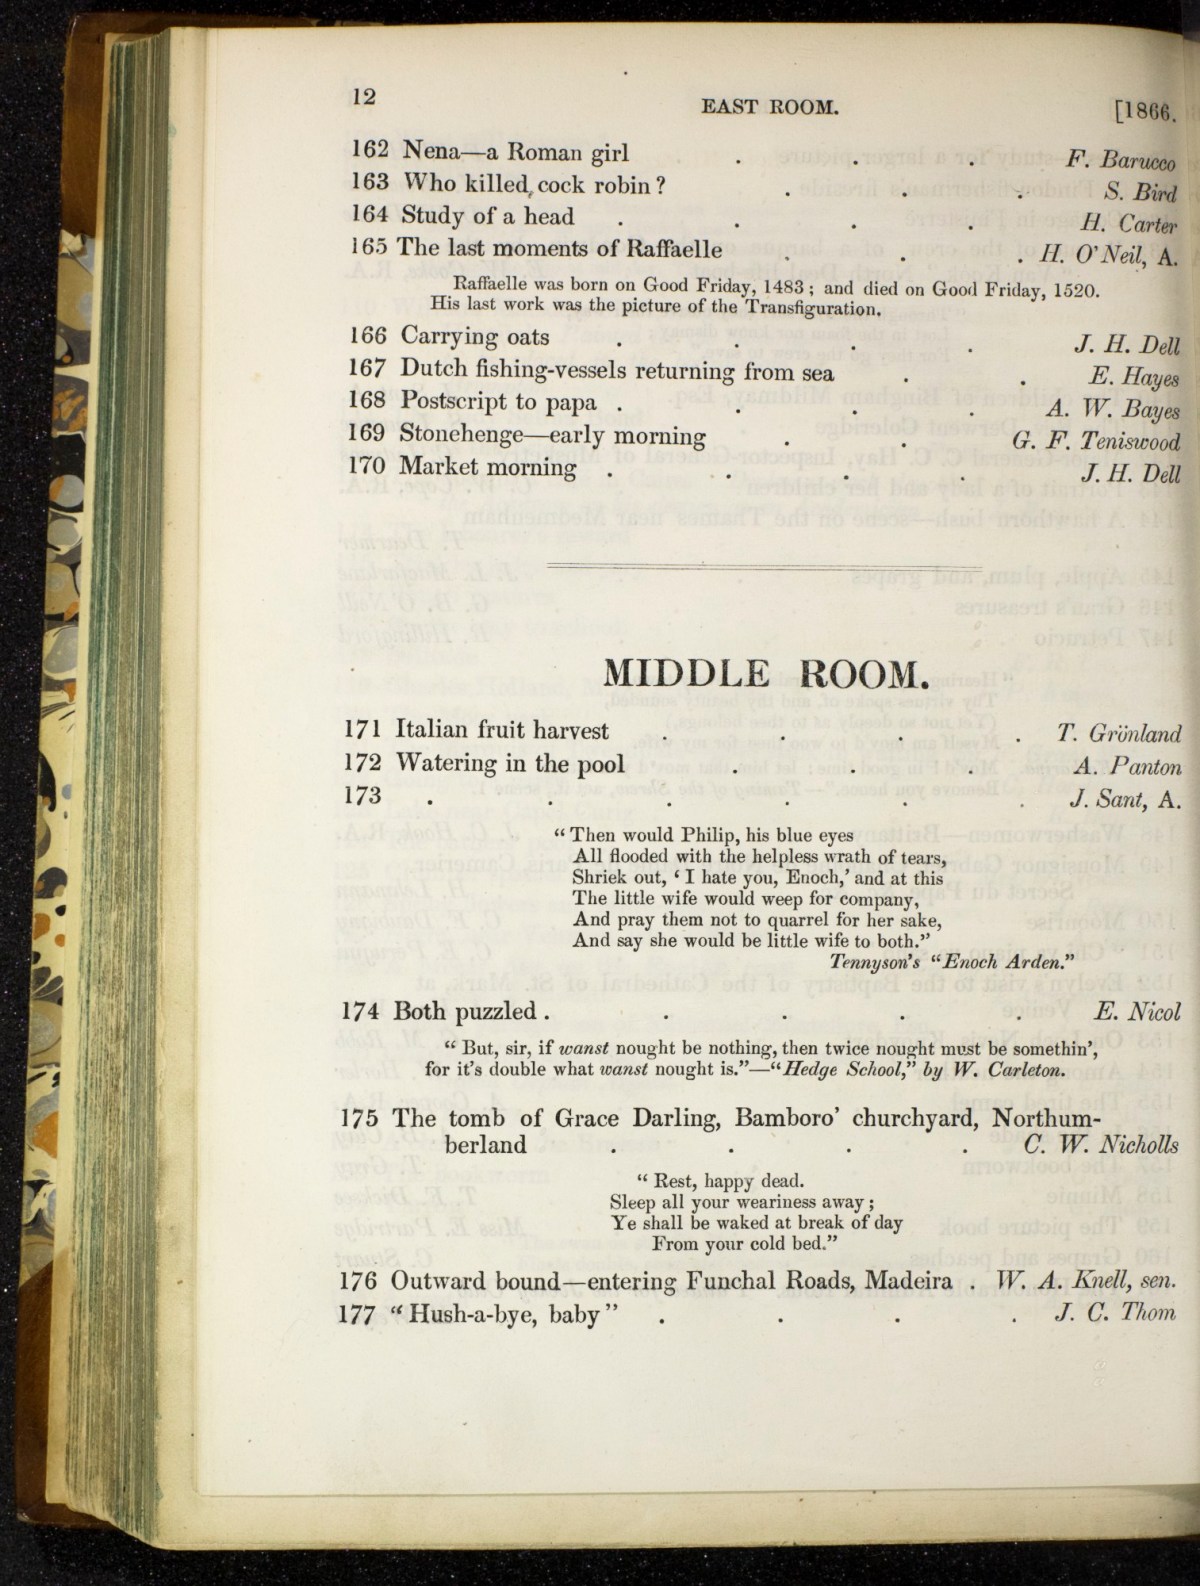 12 EAST ROOM. [1866.
162 Nena—a Roman girl . . . F. Barucco
163 Who killed cock robin? . . . S. Bird
164 Study of a head . . . . H. Carter
165 The last moments of Raffaelle . . . H. O'Neil, A.
Raffaelle was born on Good Friday, 1483; and died on Good Friday, 1520.
His last work was the picture of the Transfiguration.
166 Carrying oats . . . . J. H. Dell
167 Dutch fishing-vessels returning from sea . . E. Hayes
168 Postscript to papa . . . . A. W. Bayes
169 Stonehenge—early morning . . G. F. Teniswood
170 Market morning . . . . J. H. Dell
MIDDLE ROOM.
171 Italian fruit harvest . . . . T. Grönland
172 Watering in the pool . . . A. Panton
173 . . . . . . J. Sant, A.
“Then would Philip, his blue eyes
All flooded with the helpless wrath of tears,
Shriek out, ‘I hate you, Enoch,’ and at this
The little wife would weep for company,
And pray them not to quarrel for her sake,
And say she would be little wife to both.”
Tennyson's “Enoch Arden.”
174 Both puzzled . . . . . E. Nicol
“But, sir, if wanst nought be nothing, then twice nought must be somethin',
for it's double what wanst nought is.”—“Hedge School,” by W. Carleton.
175 The tomb of Grace Darling, Bamboro' churchyard, Northum-
berland . . . . C. W. Nicholls
“Rest, happy dead.
Sleep all your weariness away;
Ye shall be waked at break of day
From your cold bed.”
176 Outward bound—entering Funchal Roads, Madeira . W. A. Knell, sen.
177 “Hush-a-bye, baby” . . . . J. C. Thom